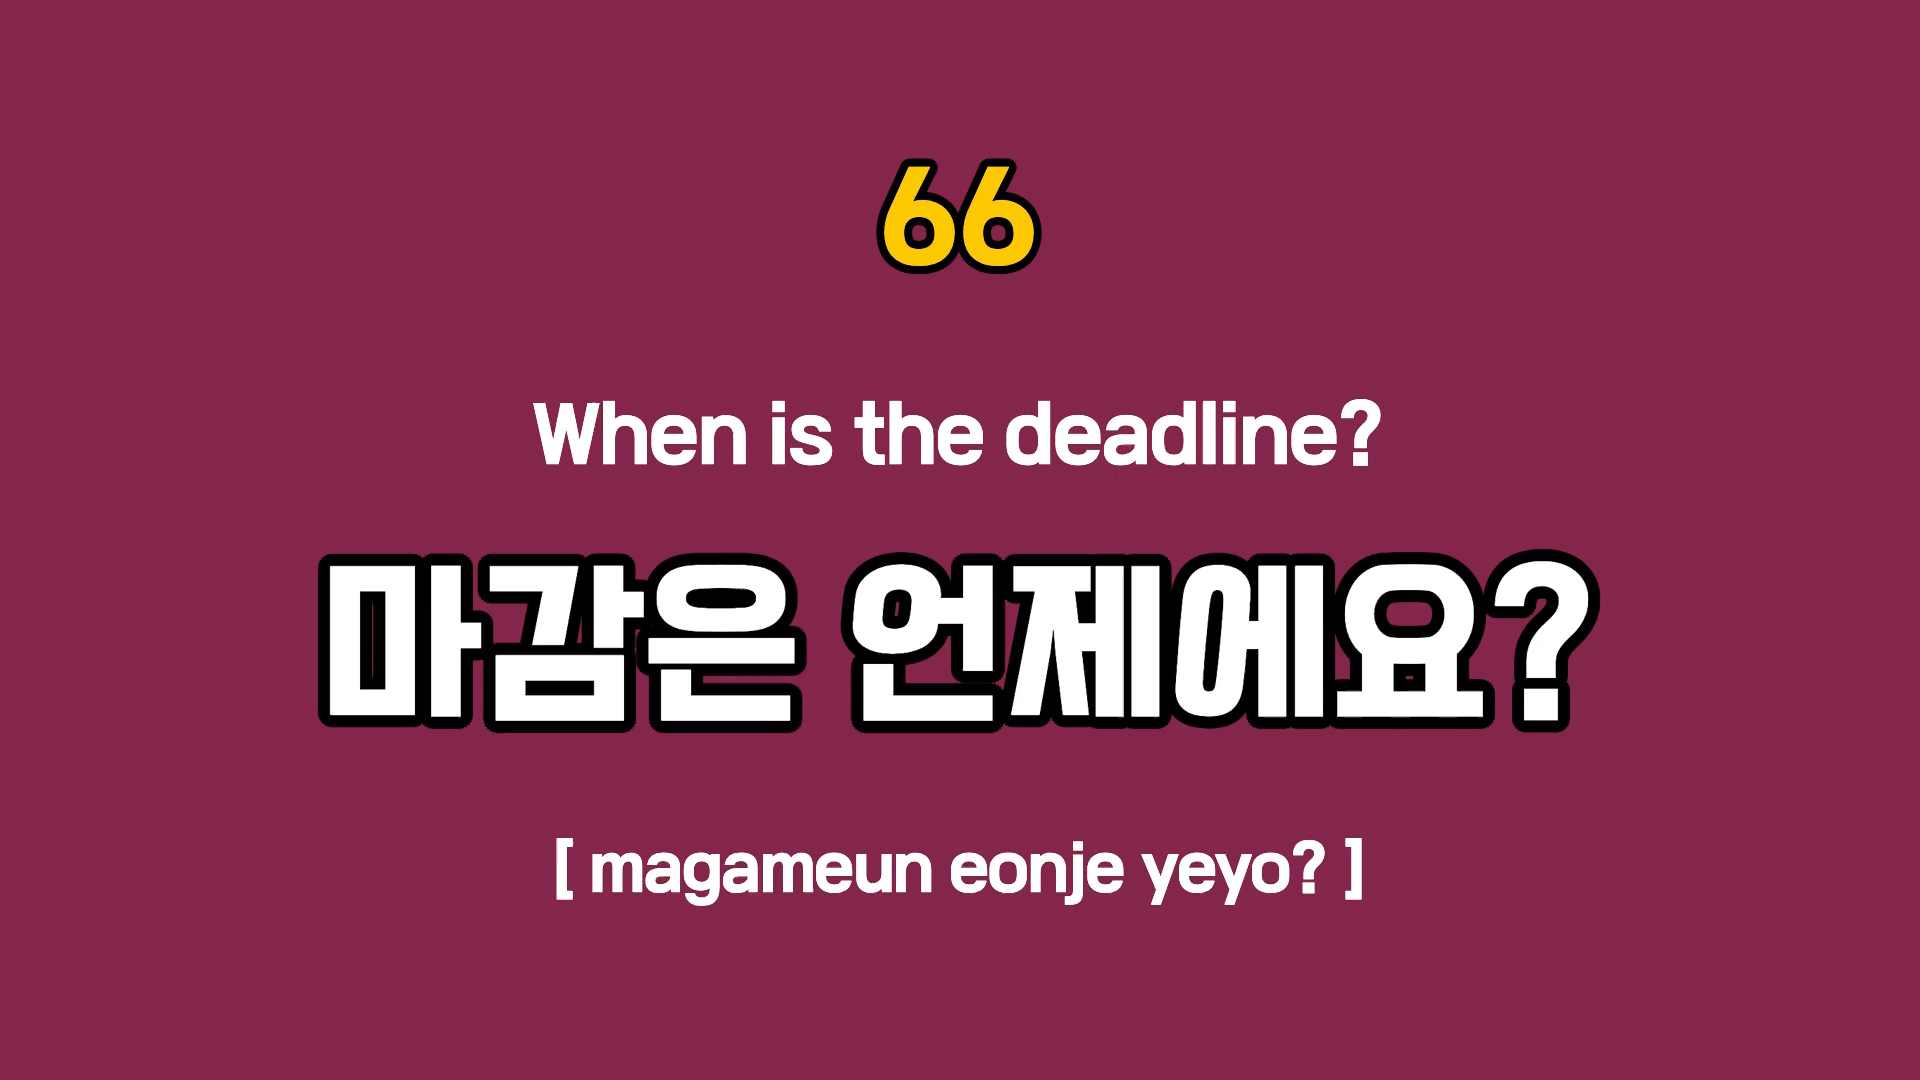 66
When is the deadline?
마감은 언제에요?
[ magameun eonje yeyo? ]